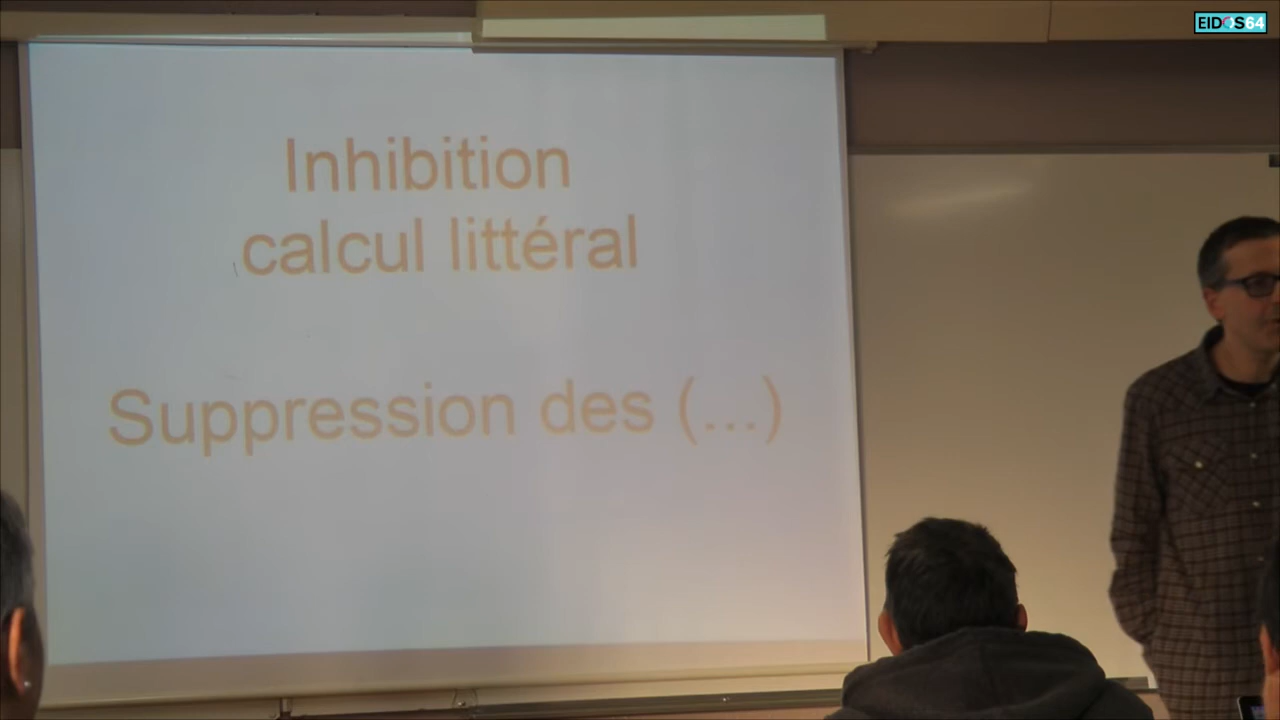 EIDOS64
Inhibition
calcul littéral
Suppression des (...)